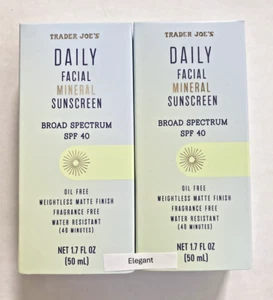 TRADER JOE'S
DAILY
FACIAL
MINERAL
SUNSCREEN
BROAD SPECTRUM
SPF 40
OIL FREE
WEIGHTLESS MATTE FINISH
FRAGRANCE FREE
WATER RESISTANT
(40 MINUTES)
NET 1.7 FL OZ
(50 mL)
TRADER JOE'S
DAILY
FACIAL
MINERAL
SUNSCREEN
BROAD SPECTRUM
SPF 40
OIL FREE
WEIGHTLESS MATTE FINISH
FRAGRANCE FREE
WATER RESISTANT
(40 MINUTES)
NET 1.7 FL OZ
(50 mL)
Elegant